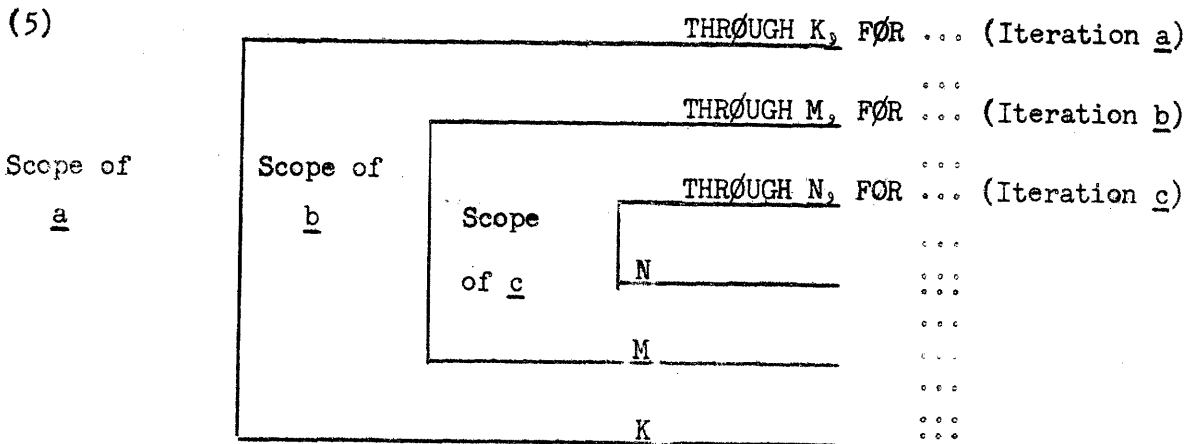 (5)
THRØUGH K, FØR ... (Iteration a)
...
THRØUGH M, FØR ... (Iteration b)
Scope of Scope of ...
THRØUGH N, FOR ... (Iteration c)
a b Scope
...
of c N ...
...
...
M ...
...
K ...
...